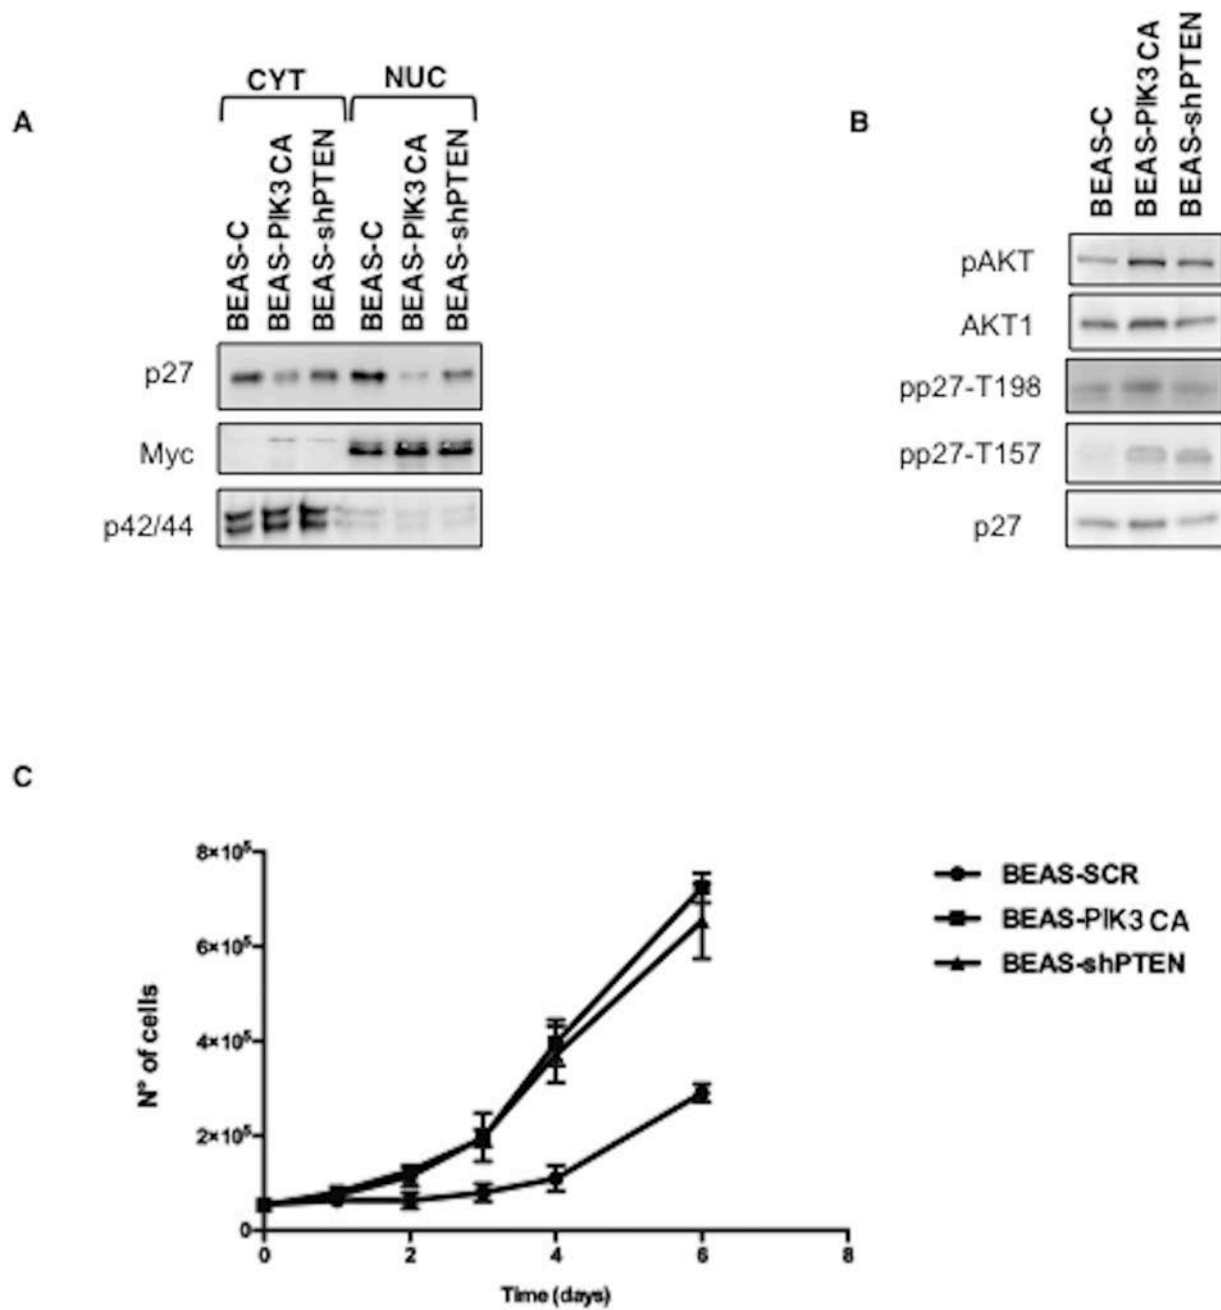 A
CYT
NUC
BEAS-C
BEAS-PIK3CA
BEAS-shPTEN
BEAS-C
BEAS-PIK3CA
BEAS-shPTEN
p27
Myc
p42/44
B
BEAS-C
BEAS-PIK3CA
BEAS-shPTEN
pAKT
AKT1
pp27-T198
pp27-T157
p27
C
8×10⁵
6×10⁵
4×10⁵
2×10⁵
0
0 2 4 6 8
N° of cells
Time (days)
BEAS-SCR
BEAS-PIK3CA
BEAS-shPTEN